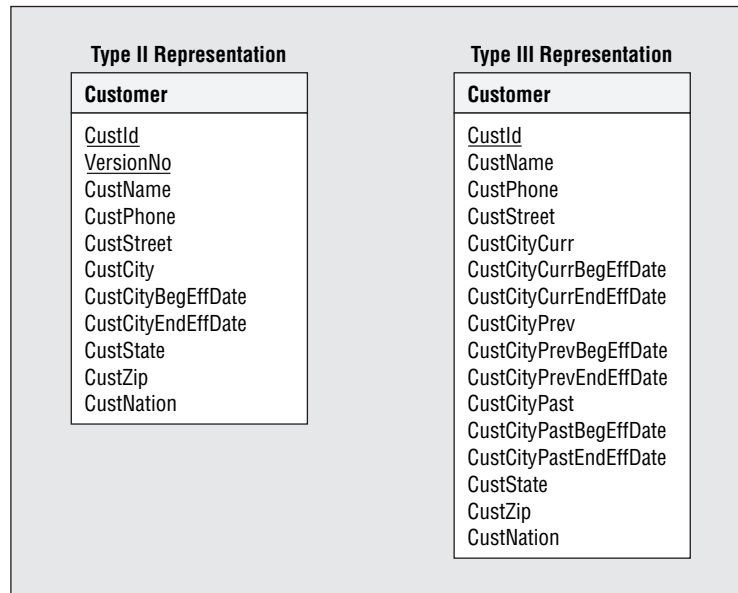 Type II Representation
Customer
CustId
VersionNo
CustName
CustPhone
CustStreet
CustCity
CustCityBegEffDate
CustCityEndEffDate
CustState
CustZip
CustNation
Type III Representation
Customer
CustId
CustName
CustPhone
CustStreet
CustCityCurr
CustCityCurrBegEffDate
CustCityCurrEndEffDate
CustCityPrev
CustCityPrevBegEffDate
CustCityPrevEndEffDate
CustCityPast
CustCityPastBegEffDate
CustCityPastEndEffDate
CustState
CustZip
CustNation